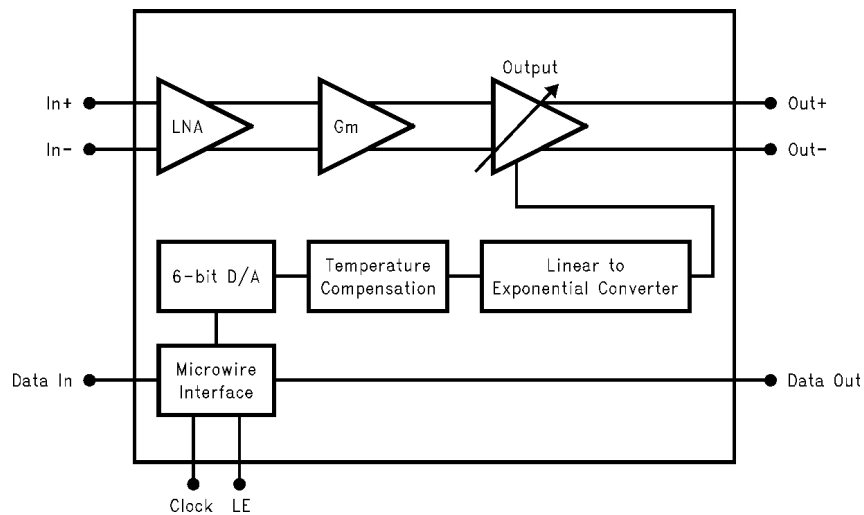 Output
In+
LNA
Gm
Out+
In-
Out-
6-bit D/A
Temperature
Compensation
Linear to
Exponential Converter
Data In
Microwire
Interface
Data Out
Clock
LE